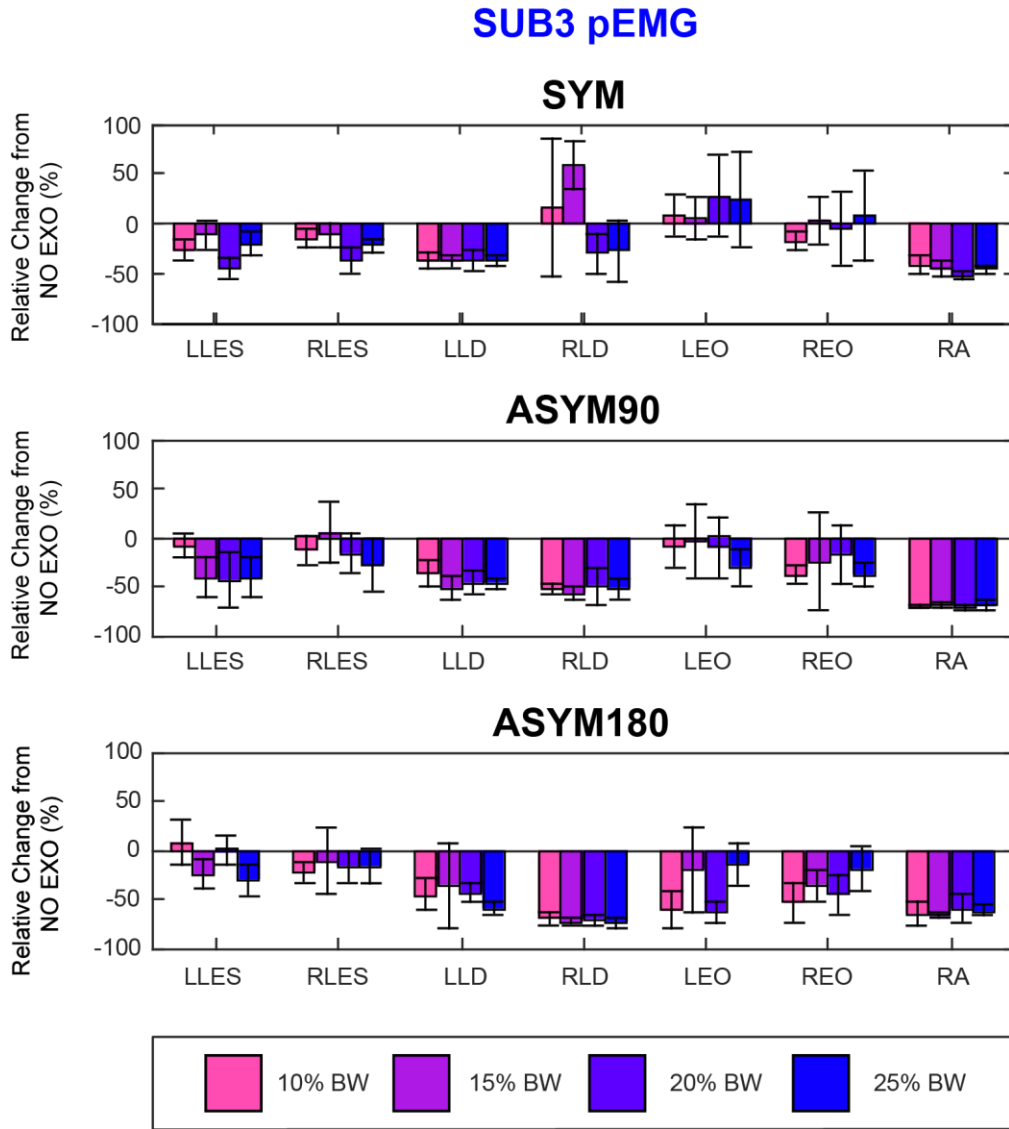 SUB3 pEMG
SYM
Relative Change from
NO EXO (%)
100
50
0
-50
-100
LLES RLES LLD RLD LEO REO RA
ASYM90
Relative Change from
NO EXO (%)
100
50
0
-50
-100
LLES RLES LLD RLD LEO REO RA
ASYM180
Relative Change from
NO EXO (%)
100
50
0
-50
-100
LLES RLES LLD RLD LEO REO RA
10% BW 15% BW 20% BW 25% BW